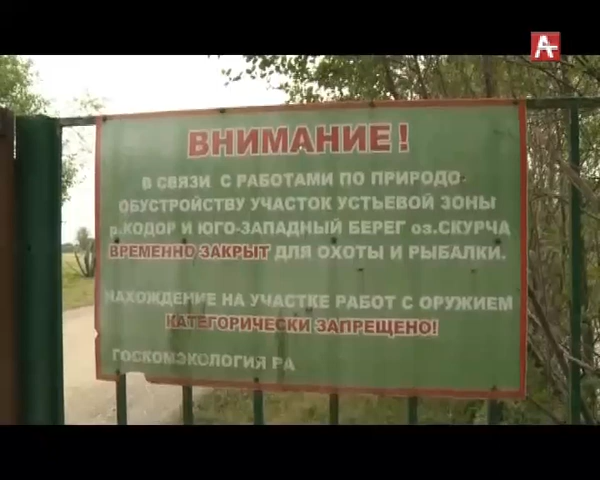 А
ВНИМАНИЕ!
В СВЯЗИ С РАБОТАМИ ПО ПРИРОДО-
ОБУСТРОЙСТВУ УЧАСТОК УСТЬЕВОЙ ЗОНЫ
р.КОДОР И ЮГО-ЗАПАДНЫЙ БЕРЕГ оз.СКУРЧА
ВРЕМЕННО ЗАКРЫТ ДЛЯ ОХОТЫ И РЫБАЛКИ.
НАХОЖДЕНИЕ НА УЧАСТКЕ РАБОТ С ОРУЖИЕМ
КАТЕГОРИЧЕСКИ ЗАПРЕЩЕНО!
ГОСКОМЭКОЛОГИЯ РА